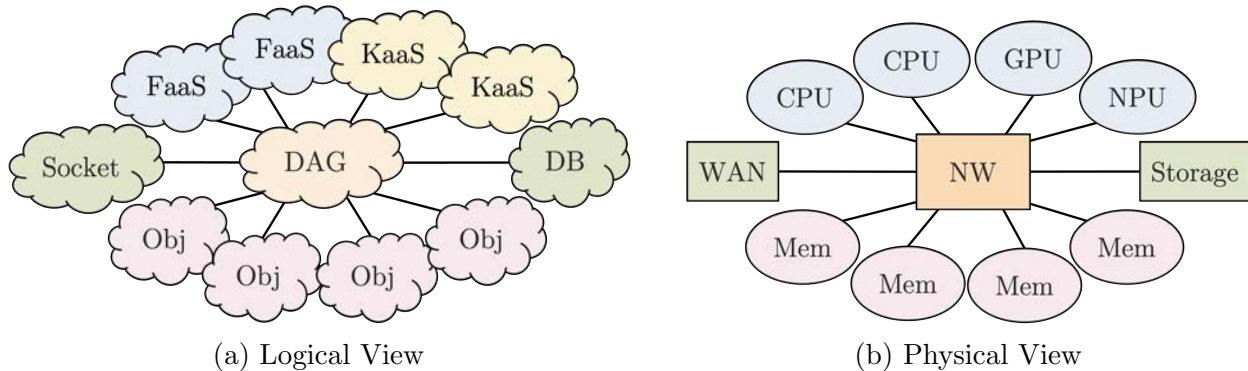 FaaS
FaaS
KaaS
KaaS
Socket
DAG
DB
Obj
Obj
Obj
Obj
(a) Logical View
CPU
CPU
GPU
NPU
WAN
NW
Storage
Mem
Mem
Mem
Mem
(b) Physical View